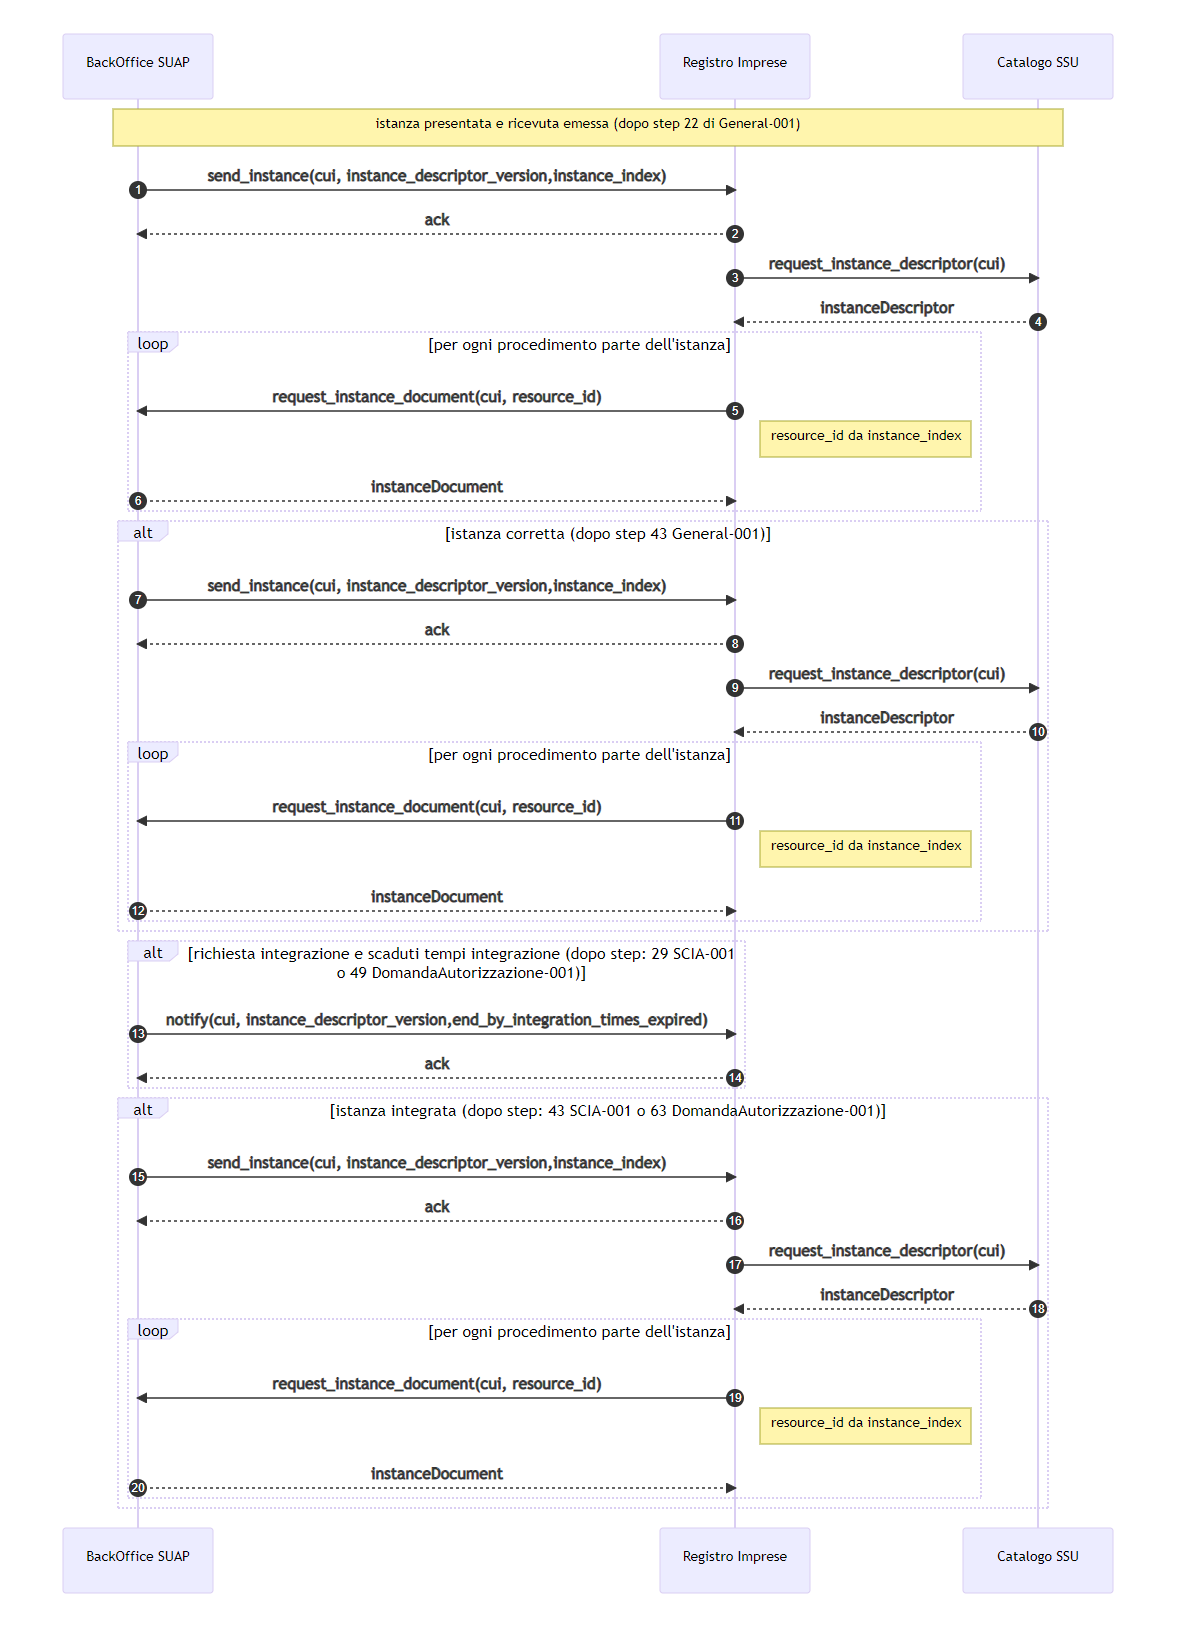 BackOffice SUAP
Registro Imprese
Catalogo SSU
istanza presentata e ricevuta emessa (dopo step 22 di General-001)
send_instance(cui, instance_descriptor_version,instance_index)
1
ack
2
request_instance_descriptor(cui)
3
instanceDescriptor
4
loop
[per ogni procedimento parte dell'istanza]
request_instance_document(cui, resource_id)
5
resource_id da instance_index
instanceDocument
6
alt
[istanza corretta (dopo step 43 General-001)]
send_instance(cui, instance_descriptor_version,instance_index)
7
ack
8
request_instance_descriptor(cui)
9
instanceDescriptor
10
loop
[per ogni procedimento parte dell'istanza]
request_instance_document(cui, resource_id)
11
resource_id da instance_index
instanceDocument
12
alt
[richiesta integrazione e scaduti tempi integrazione (dopo step: 29 SCIA-001
o 49 DomandaAutorizzazione-001)]
notify(cui, instance_descriptor_version,end_by_integration_times_expired)
13
ack
14
alt
[istanza integrata (dopo step: 43 SCIA-001 o 63 DomandaAutorizzazione-001)]
send_instance(cui, instance_descriptor_version,instance_index)
15
ack
16
request_instance_descriptor(cui)
17
instanceDescriptor
18
loop
[per ogni procedimento parte dell'istanza]
request_instance_document(cui, resource_id)
19
resource_id da instance_index
instanceDocument
20
BackOffice SUAP
Registro Imprese
Catalogo SSU